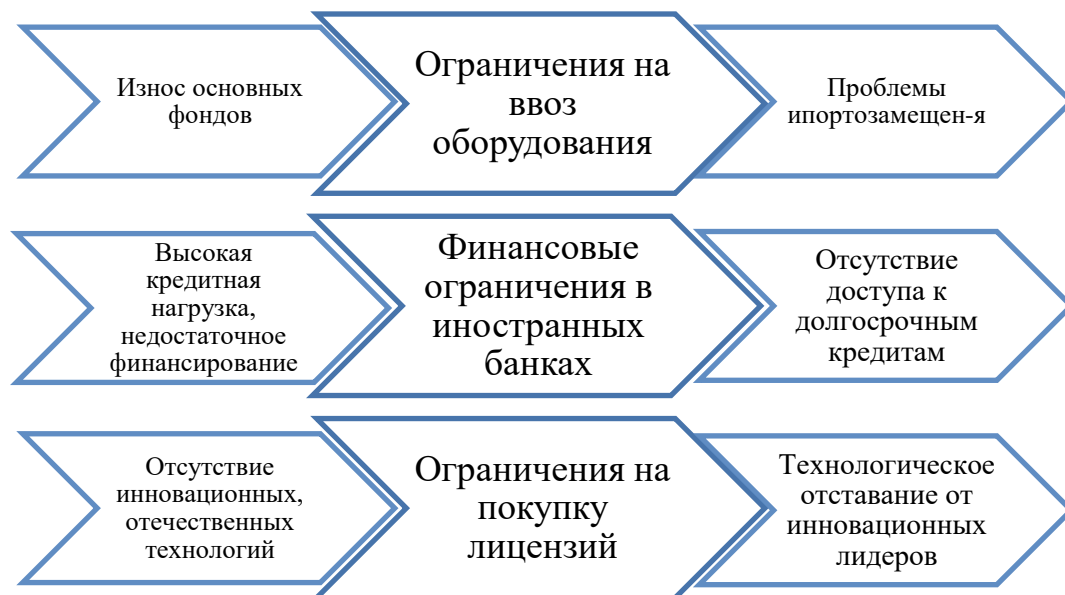 Износ основных
фондов
Ограничения на
ввоз
оборудования
Проблемы
ипортозамещен-я
Высокая
кредитная
нагрузка,
недостаточное
финансирование
Финансовые
ограничения в
иностранных
банках
Отсутствие
доступа к
долгосрочным
кредитам
Отсутствие
инновационных,
отечественных
технологий
Ограничения на
покупку
лицензий
Технологическое
отставание от
инновационных
лидеров